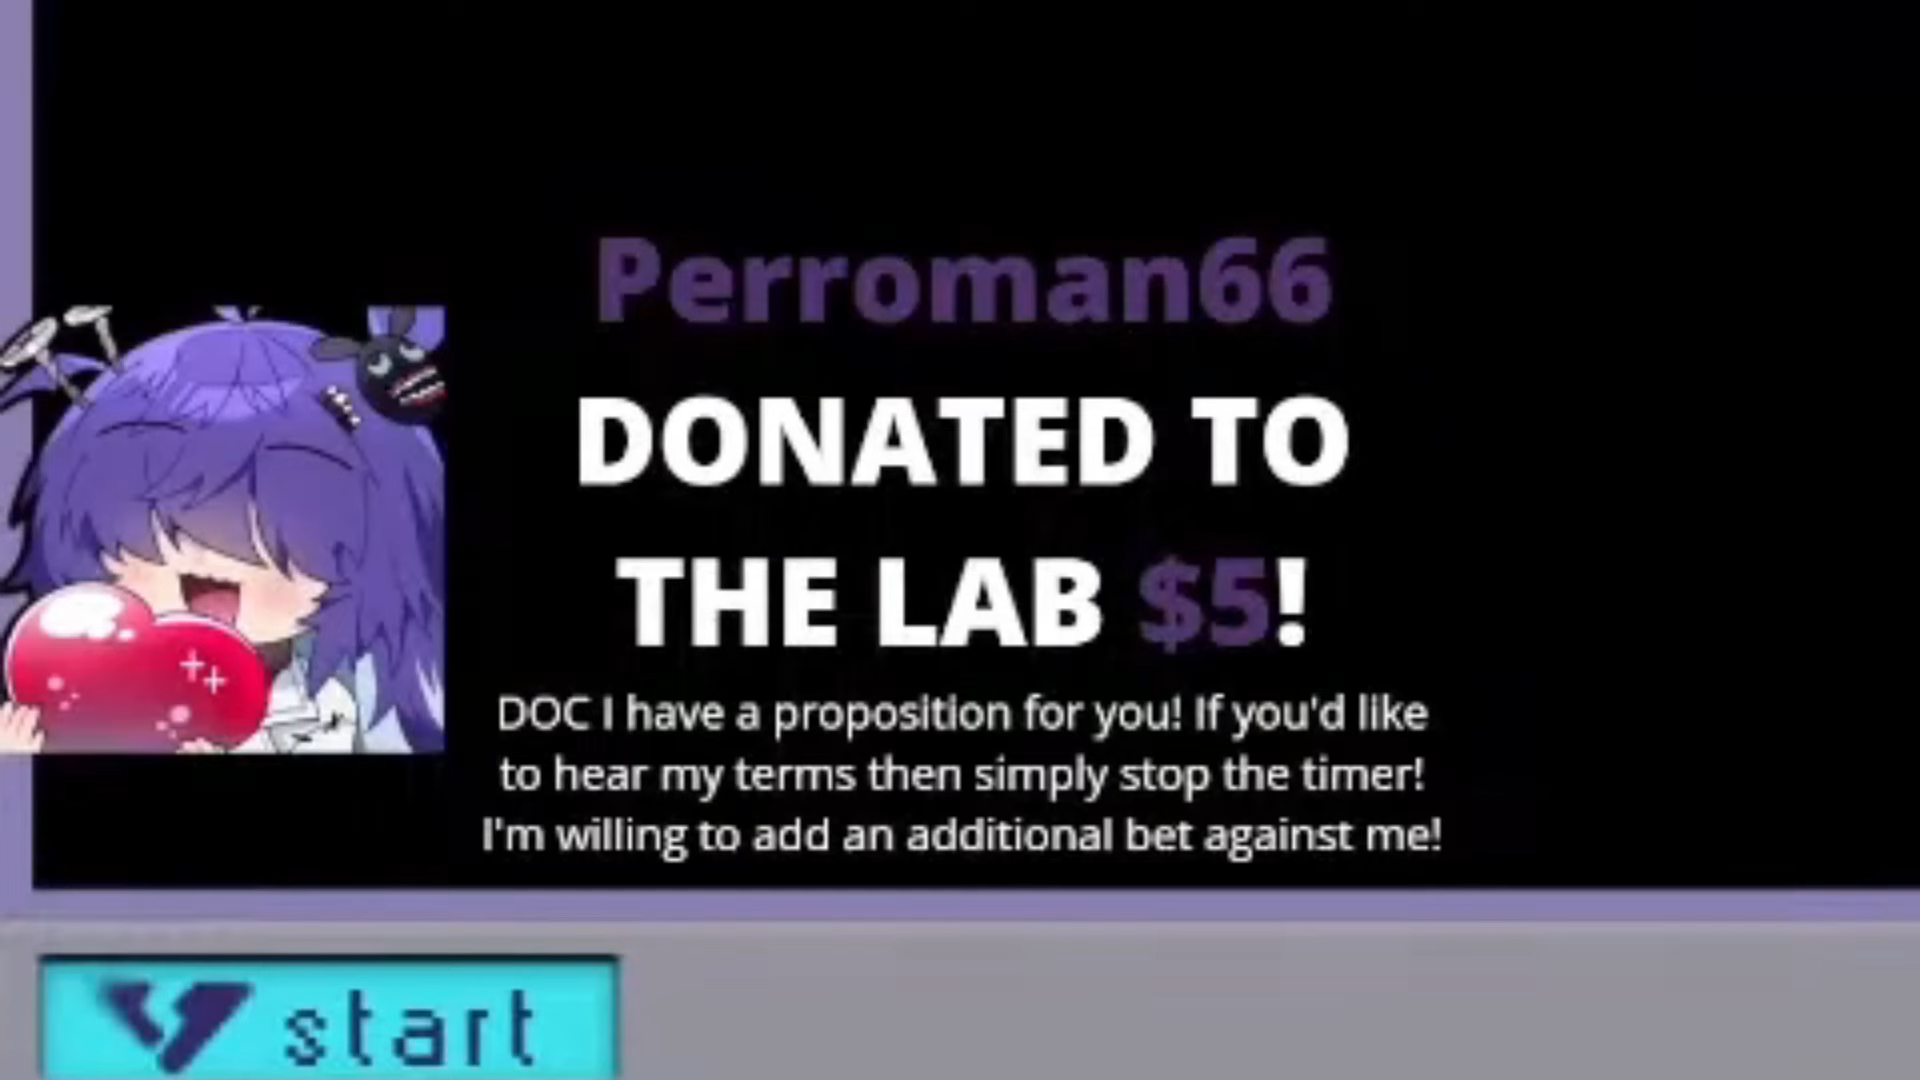 Perroman66
DONATED TO
THE LAB $5!
DOC I have a proposition for you! If you'd like
to hear my terms then simply stop the timer!
I'm willing to add an additional bet against me!
start